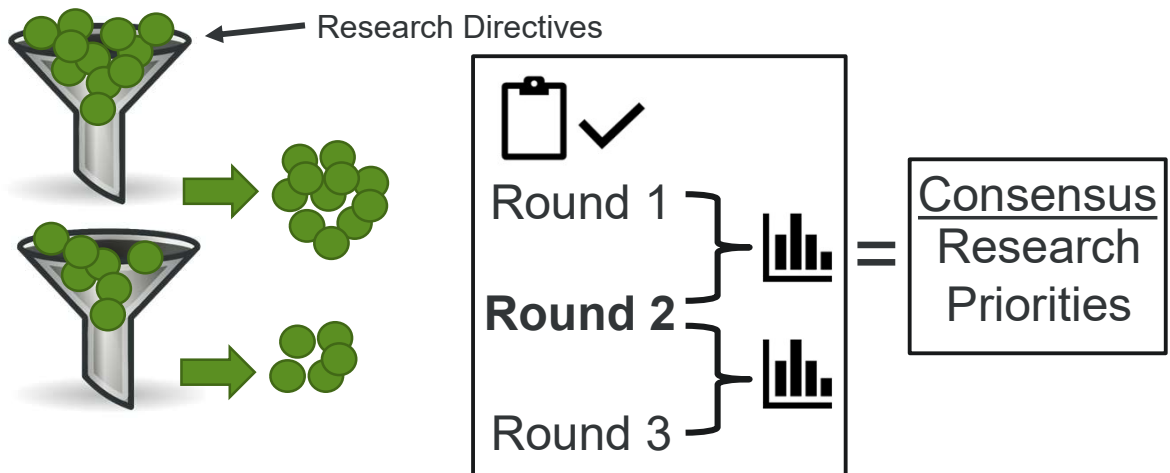 Research Directives
Round 1
Round 2
Round 3
=
Consensus
Research
Priorities